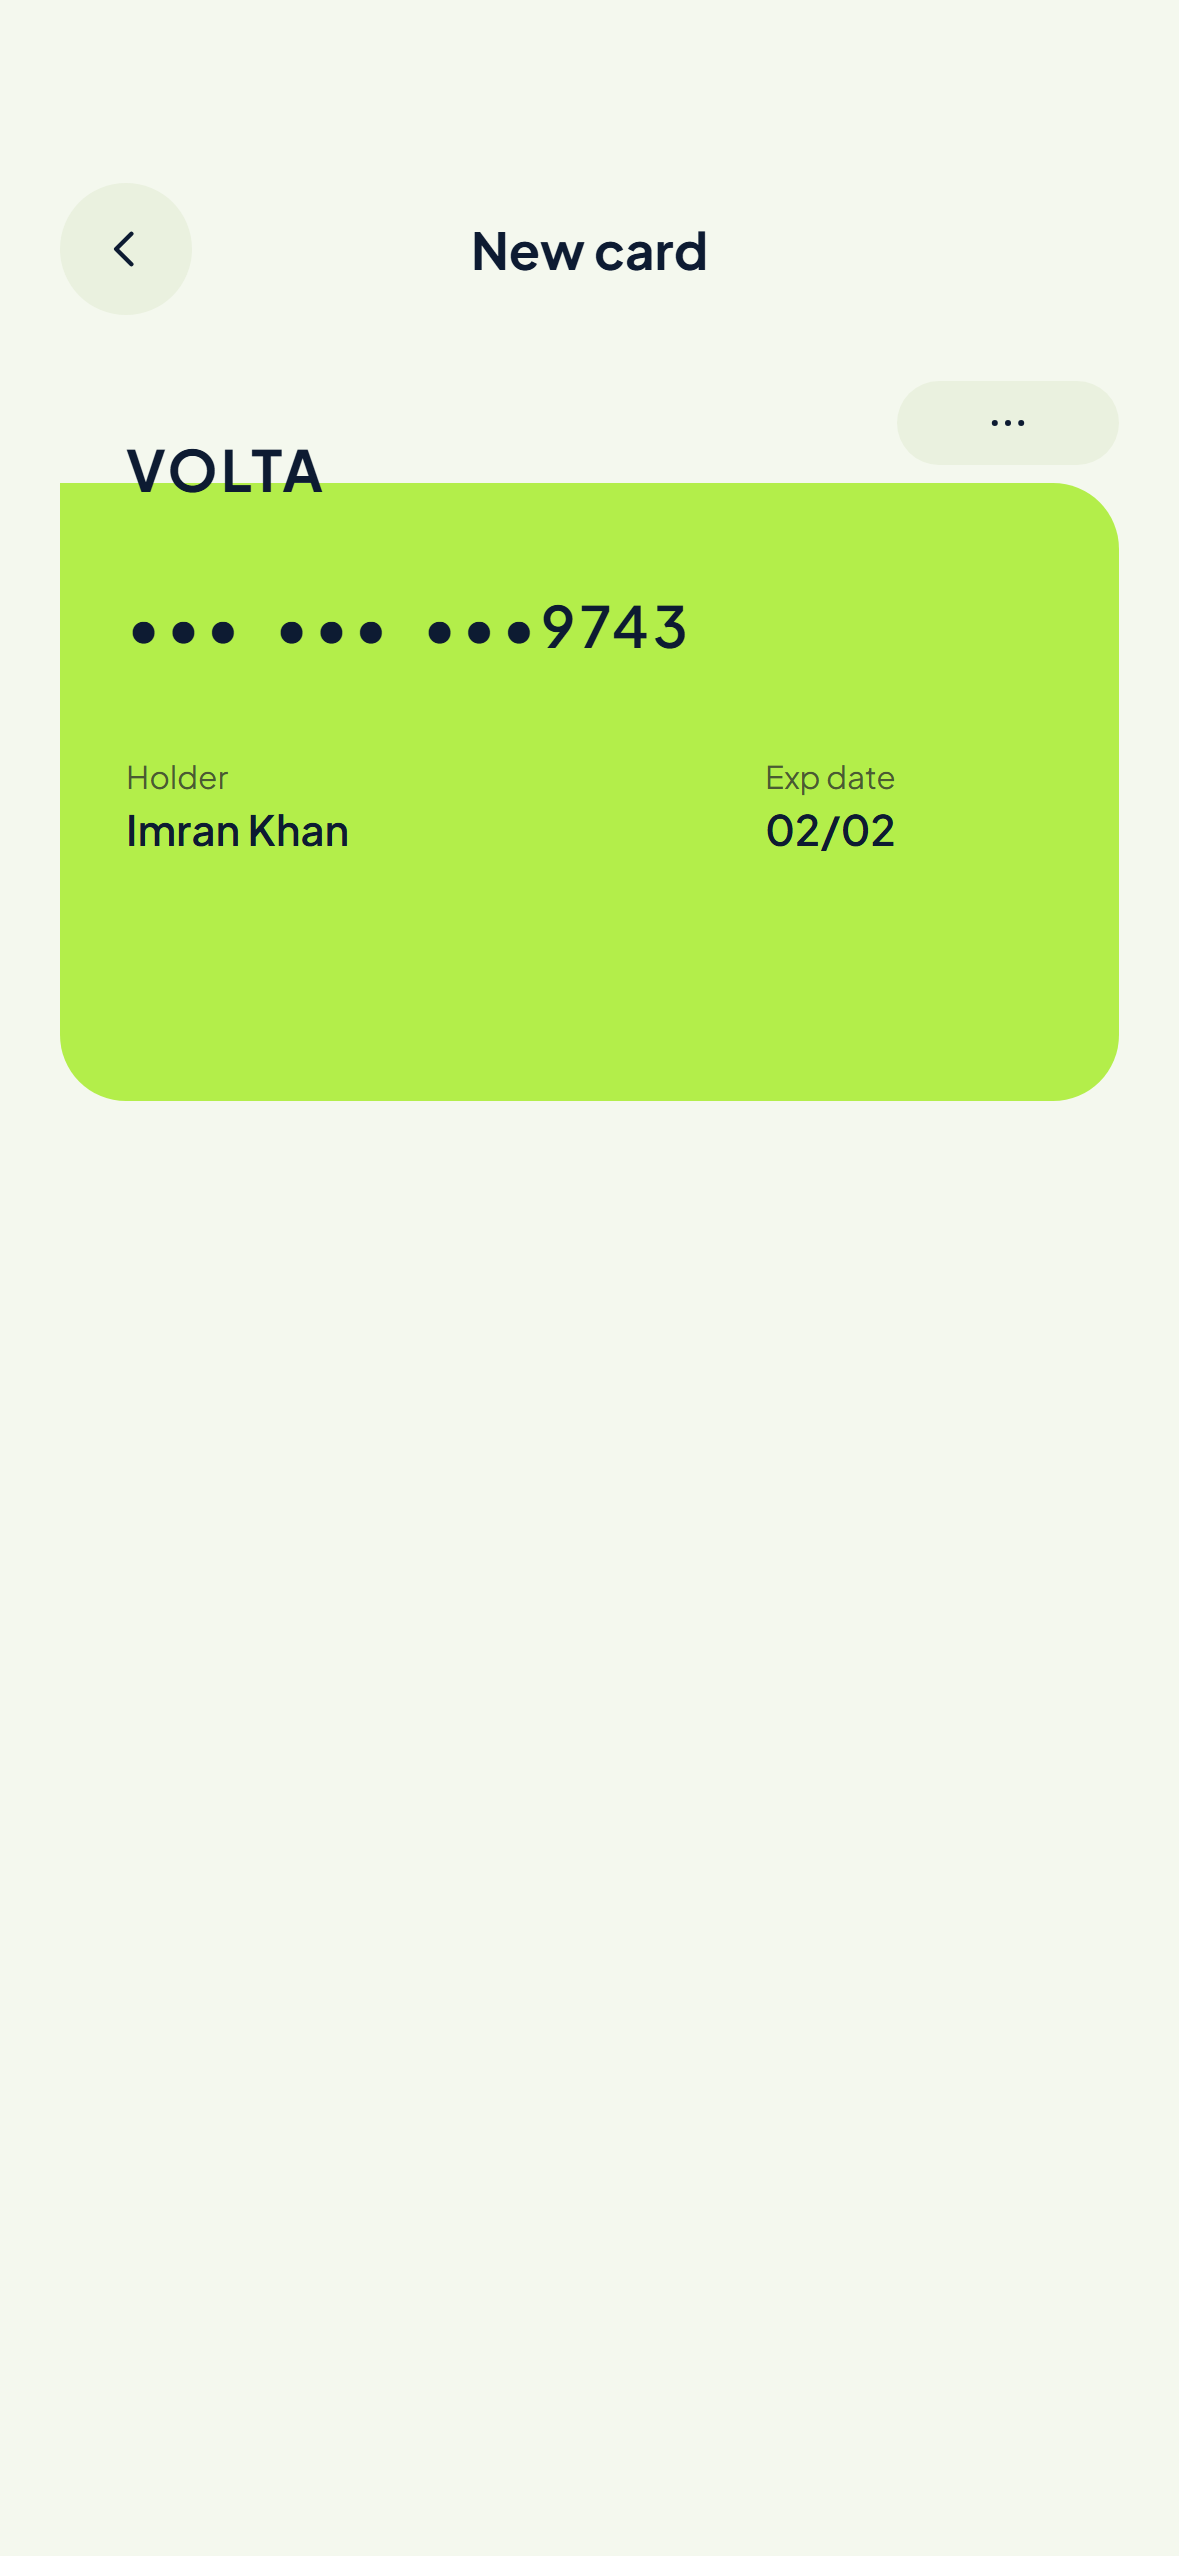 New card
...
VOLTA
••• ••• •••9743
Holder
Exp date
Imran Khan
02/02